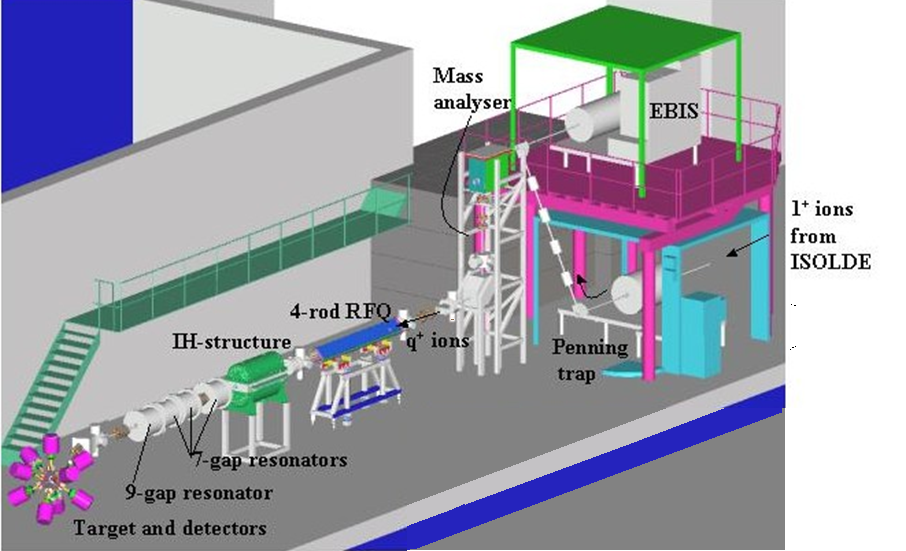 Mass
analyser
EBIS
1⁺ ions
from
ISOLDE
4-rod RFQ
q⁺ ions
IH-structure
Penning
trap
7-gap resonators
9-gap resonator
Target and detectors